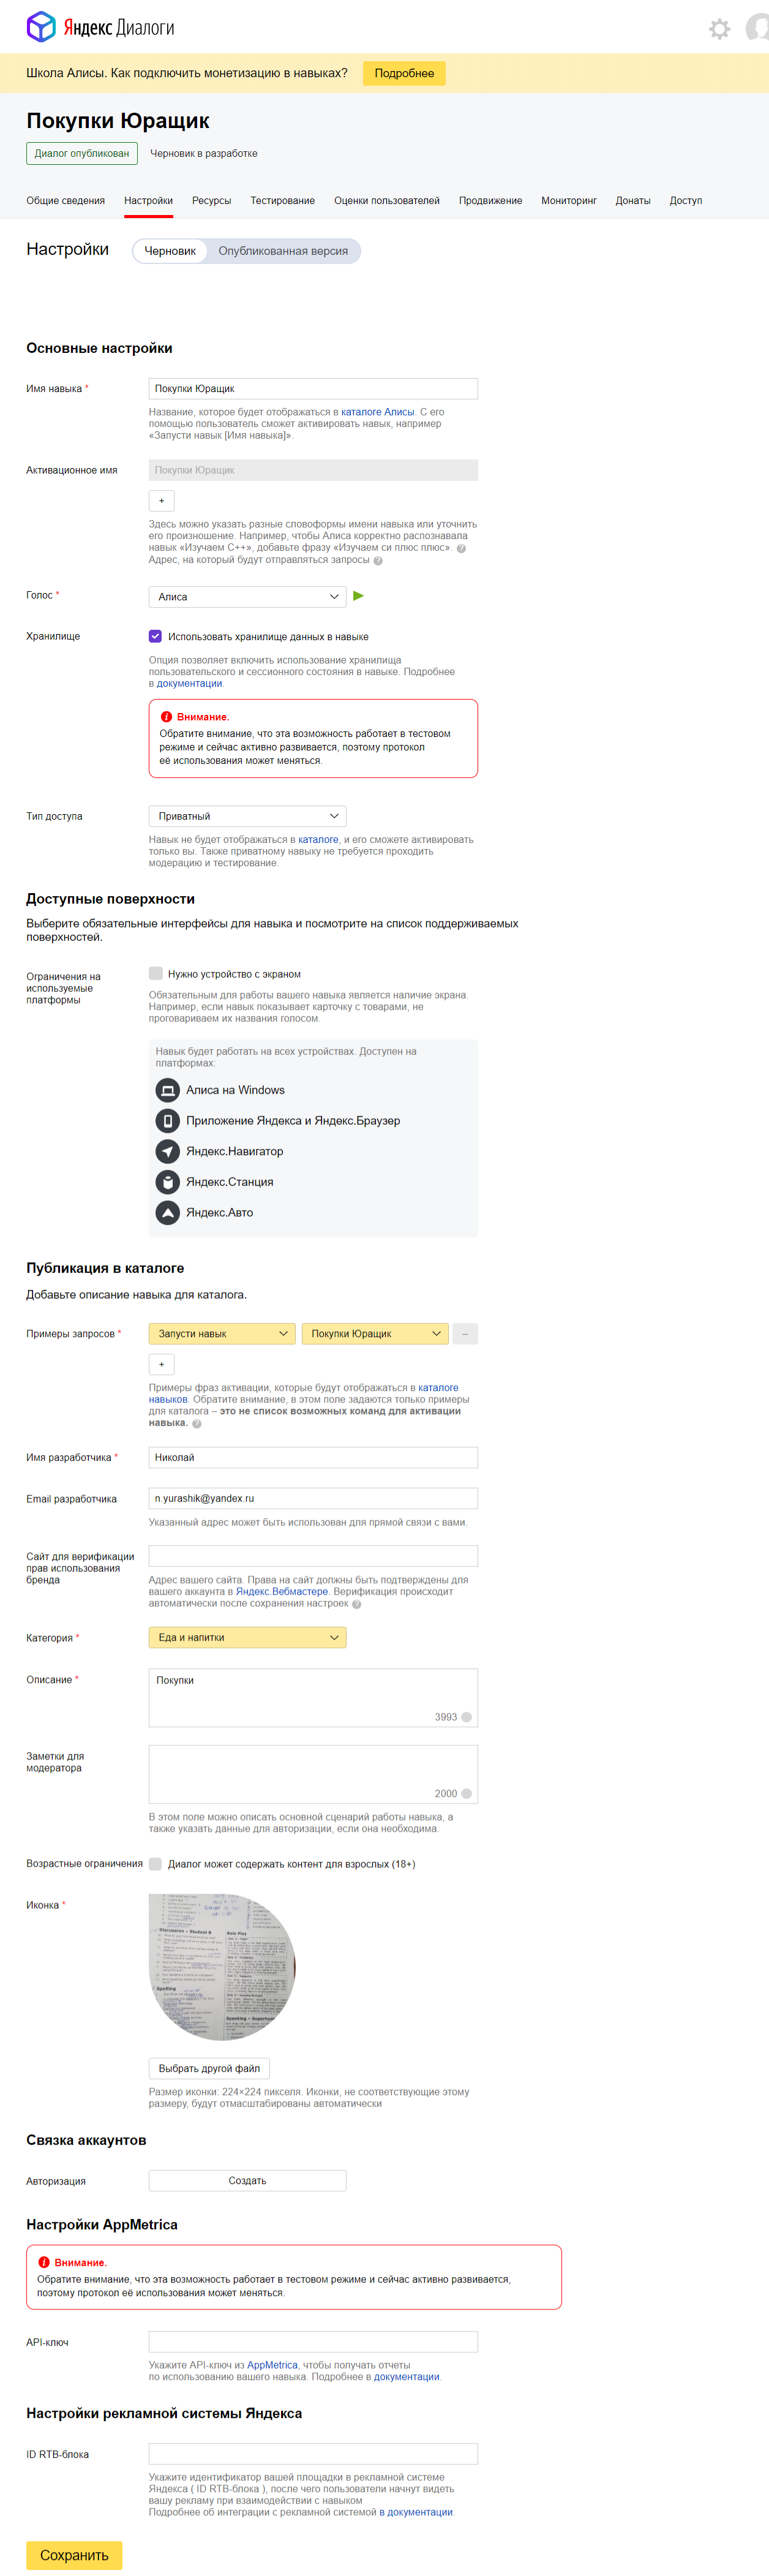 Яндекс Диалоги
Школа Алисы. Как подключить монетизацию в навыках?
Подробнее
Покупки Юращик
Диалог опубликован
Черновик в разработке
Общие сведения
Настройки
Ресурсы
Тестирование
Оценки пользователей
Продвижение
Мониторинг
Донаты
Доступ
Настройки
Черновик
Опубликованная версия
Основные настройки
Имя навыка *
Покупки Юращик
Название, которое будет отображаться в каталоге Алисы. С его
помощью пользователь сможет активировать навык, например
«Запусти навык [Имя навыка]».
Активационное имя
Покупки Юращик
+
Здесь можно указать разные словоформы имени навыка или уточнить
его произношение. Например, чтобы Алиса корректно распознавала
навык «Изучаем C++», добавьте фразу «Изучаем си плюс плюс». ?
Адрес, на который будут отправляться запросы ?
Голос *
Алиса
Хранилище
Использовать хранилище данных в навыке
Опция позволяет включить использование хранилища
пользовательского и сессионного состояния в навыке. Подробнее
в документации.
Внимание.
Обратите внимание, что эта возможность работает в тестовом
режиме и сейчас активно развивается, поэтому протокол
её использования может меняться.
Тип доступа
Приватный
Навык не будет отображаться в каталоге, и его сможете активировать
только вы. Также приватному навыку не требуется проходить
модерацию и тестирование.
Доступные поверхности
Выберите обязательные интерфейсы для навыка и посмотрите на список поддерживаемых
поверхностей.
Ограничения на
используемые
платформы
Нужно устройство с экраном
Обязательным для работы вашего навыка является наличие экрана.
Например, если навык показывает карточку с товарами, не
проговариваем их названия голосом.
Навык будет работать на всех устройствах. Доступен на
платформах:
Алиса на Windows
Приложение Яндекса и Яндекс.Браузер
Яндекс.Навигатор
Яндекс.Станция
Яндекс.Авто
Публикация в каталоге
Добавьте описание навыка для каталога.
Примеры запросов *
Запусти навык
Покупки Юращик
–
+
Примеры фраз активации, которые будут отображаться в каталоге
навыков. Обратите внимание, в этом поле задаются только примеры
для каталога – это не список возможных команд для активации
навыка. ?
Имя разработчика *
Николай
Email разработчика
n.yurashik@yandex.ru
Указанный адрес может быть использован для прямой связи с вами.
Сайт для верификации
прав использования
бренда
Адрес вашего сайта. Права на сайт должны быть подтверждены для
вашего аккаунта в Яндекс.Вебмастере. Верификация происходит
автоматически после сохранения настроек ?
Категория *
Еда и напитки
Описание *
Покупки
3993
Заметки для
модератора
2000
В этом поле можно описать основной сценарий работы навыка, а
также указать данные для авторизации, если она необходима.
Возрастные ограничения
Диалог может содержать контент для взрослых (18+)
Иконка *
Discussion – Student B
Role Play
Spelling
Выбрать другой файл
Размер иконки: 224×224 пикселя. Иконки, не соответствующие этому
размеру, будут отмасштабированы автоматически
Связка аккаунтов
Авторизация
Создать
Настройки AppMetrica
Внимание.
Обратите внимание, что эта возможность работает в тестовом режиме и сейчас активно развивается,
поэтому протокол её использования может меняться.
API-ключ
Укажите API-ключ из AppMetrica, чтобы получать отчеты
по использованию вашего навыка. Подробнее в документации.
Настройки рекламной системы Яндекса
ID RTB-блока
Укажите идентификатор вашей площадки в рекламной системе
Яндекса ( ID RTB-блока ), после чего пользователи начнут видеть
вашу рекламу при взаимодействии с навыком
Подробнее об интеграции с рекламной системой в документации.
Сохранить